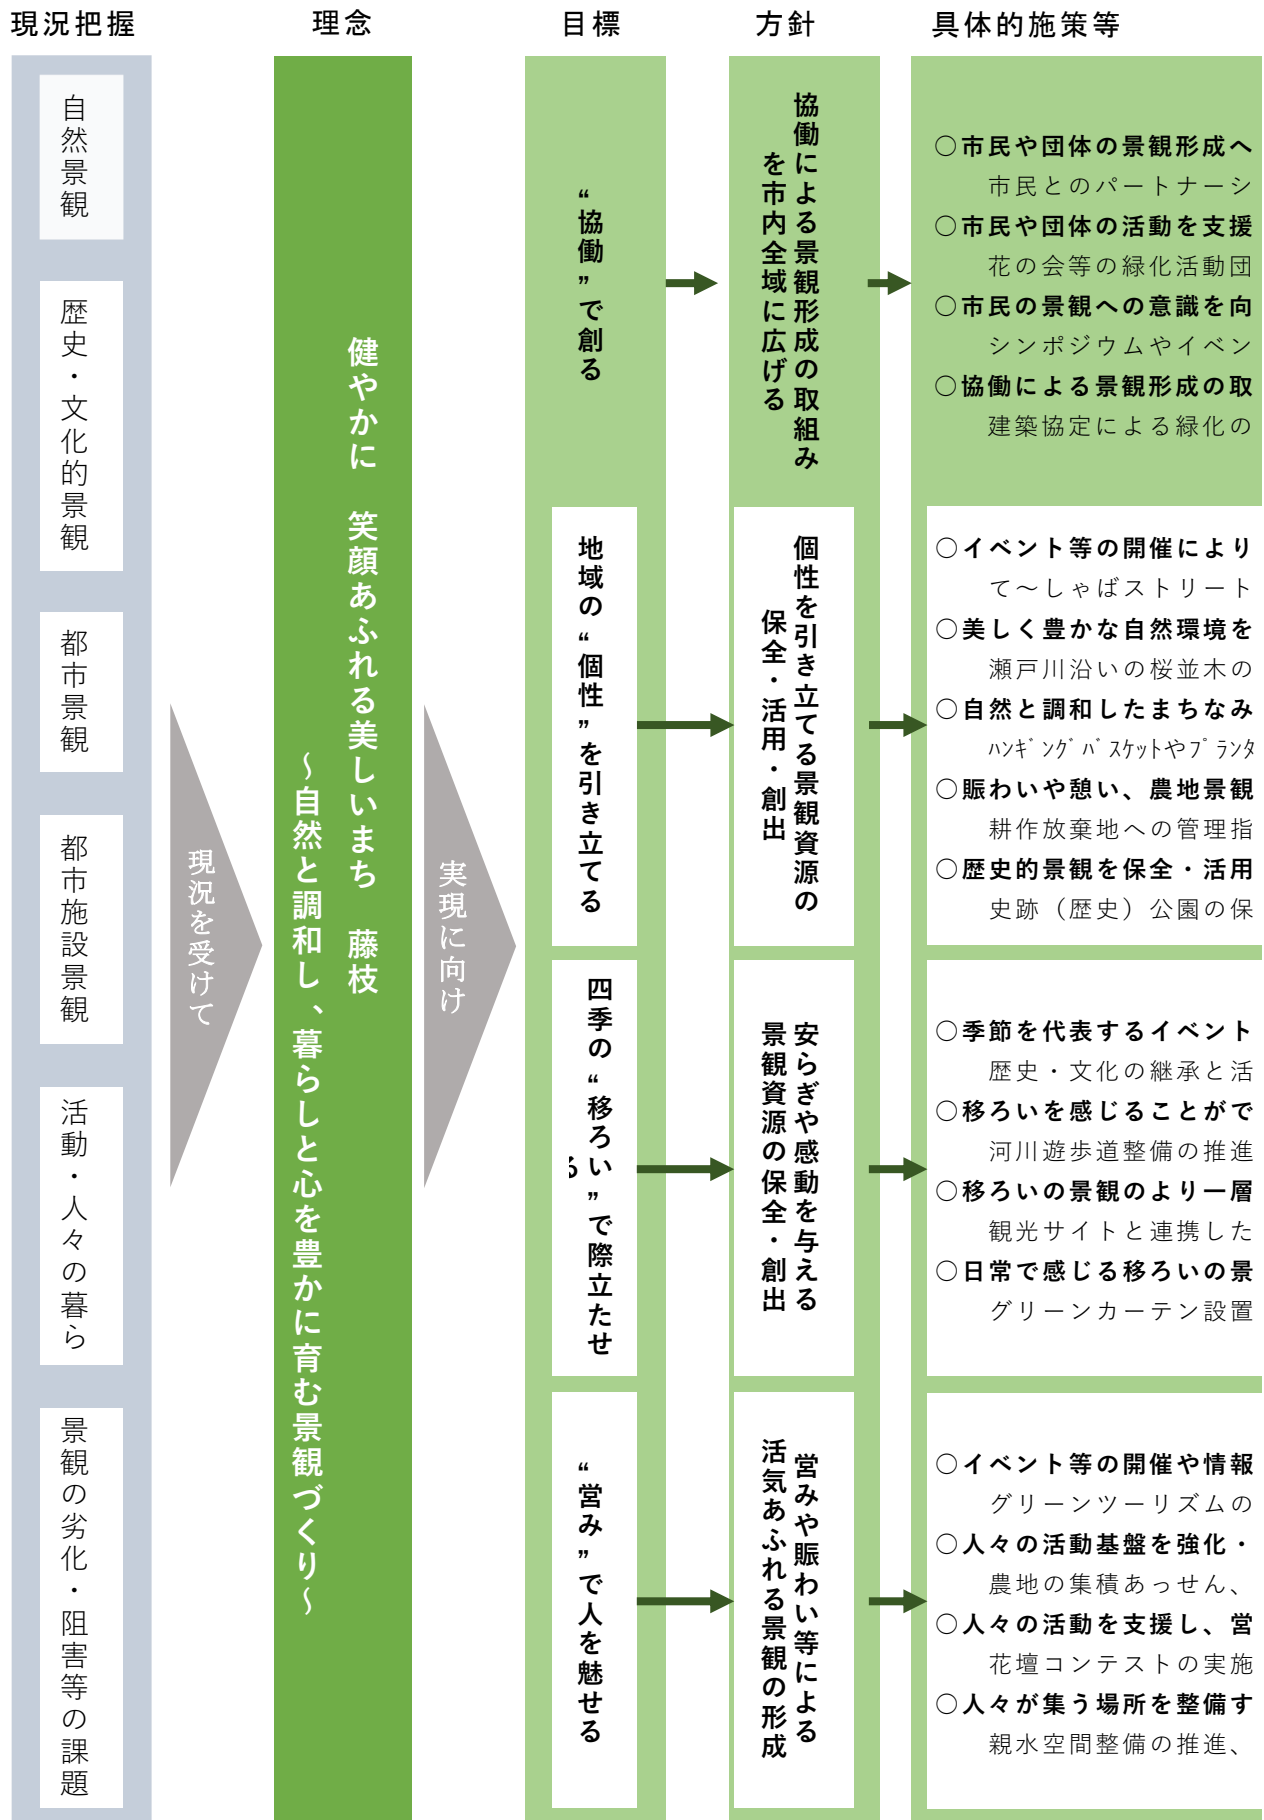 現況把握
理念
目標
方針
具体的施策等
自然景観
歴史・文化的景観
都市景観
都市施設景観
活動・人々の暮ら
景観の劣化・阻害等の課題
現況を受けて
健やかに　笑顔あふれる美しいまち　藤枝
～自然と調和し、暮らしと心を豊かに育む景観づくり～
実現に向け
“協働”で創る
協働による景観形成の取組み
を市内全域に広げる
○市民や団体の景観形成へ
市民とのパートナーシ
○市民や団体の活動を支援
花の会等の緑化活動団
○市民の景観への意識を向
シンポジウムやイベン
○協働による景観形成の取
建築協定による緑化の
地域の“個性”を引き立てる
個性を引き立てる景観資源の
保全・活用・創出
○イベント等の開催により
て～しゃばストリート
○美しく豊かな自然環境を
瀬戸川沿いの桜並木の
○自然と調和したまちなみ
ﾊﾝｷﾞﾝｸﾞﾊﾞｽｹｯﾄやﾌﾟﾗﾝﾀ
○賑わいや憩い、農地景観
耕作放棄地への管理指
○歴史的景観を保全・活用
史跡（歴史）公園の保
四季の“移ろい”で際立たせ
る
安らぎや感動を与える
景観資源の保全・創出
○季節を代表するイベント
歴史・文化の継承と活
○移ろいを感じることがで
河川遊歩道整備の推進
○移ろいの景観のより一層
観光サイトと連携した
○日常で感じる移ろいの景
グリーンカーテン設置
“営み”で人を魅せる
営みや賑わい等による
活気あふれる景観の形成
○イベント等の開催や情報
グリーンツーリズムの
○人々の活動基盤を強化・
農地の集積あっせん、
○人々の活動を支援し、営
花壇コンテストの実施
○人々が集う場所を整備す
親水空間整備の推進、